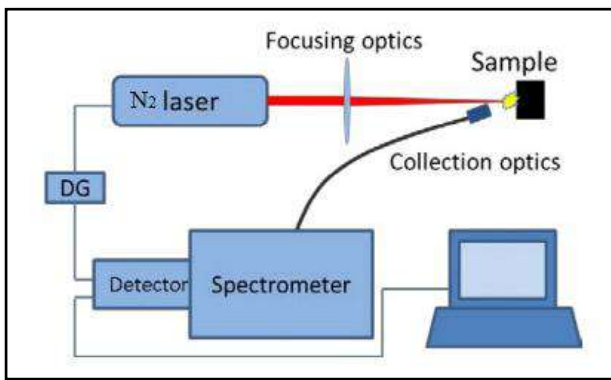 Focusing optics
Sample
N₂ laser
Collection optics
DG
Detector
Spectrometer